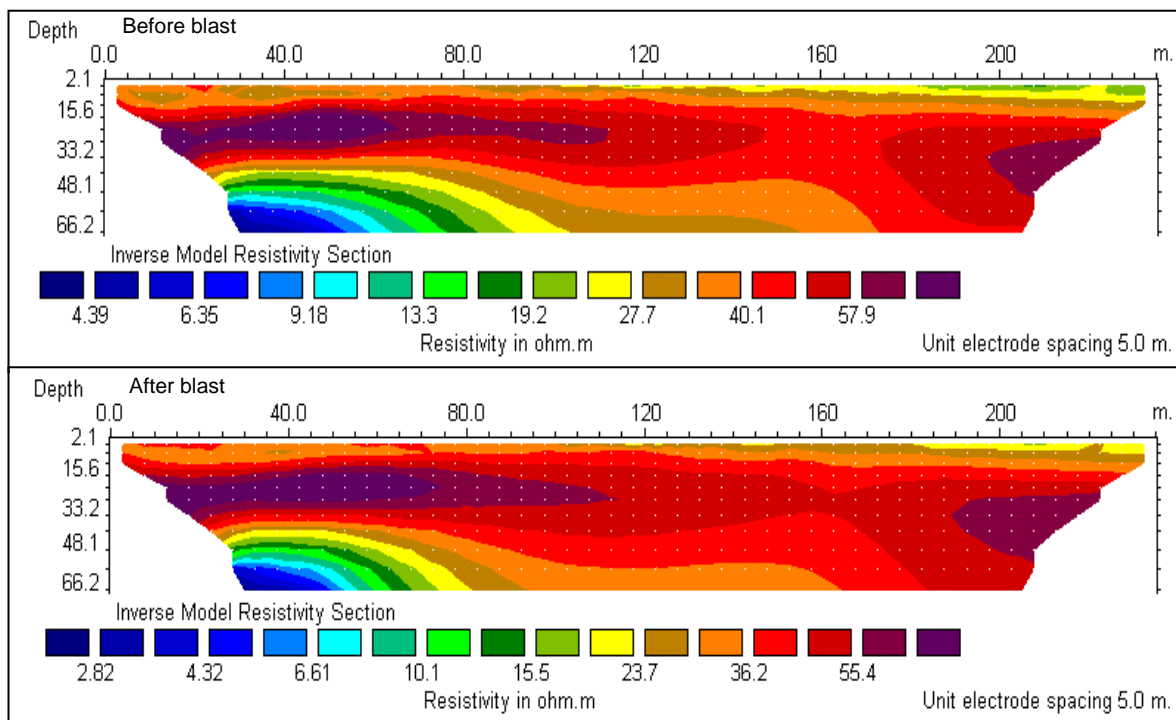 Depth Before blast
0.0 40.0 80.0 120 160 200 m.
2.1
15.6
33.2
48.1
66.2
Inverse Model Resistivity Section
4.39 6.35 9.18 13.3 19.2 27.7 40.1 57.9
Resistivity in ohm.m Unit electrode spacing 5.0 m.
Depth After blast
0.0 40.0 80.0 120 160 200 m.
2.1
15.6
33.2
48.1
66.2
Inverse Model Resistivity Section
2.82 4.32 6.61 10.1 15.5 23.7 36.2 55.4
Resistivity in ohm.m Unit electrode spacing 5.0 m.